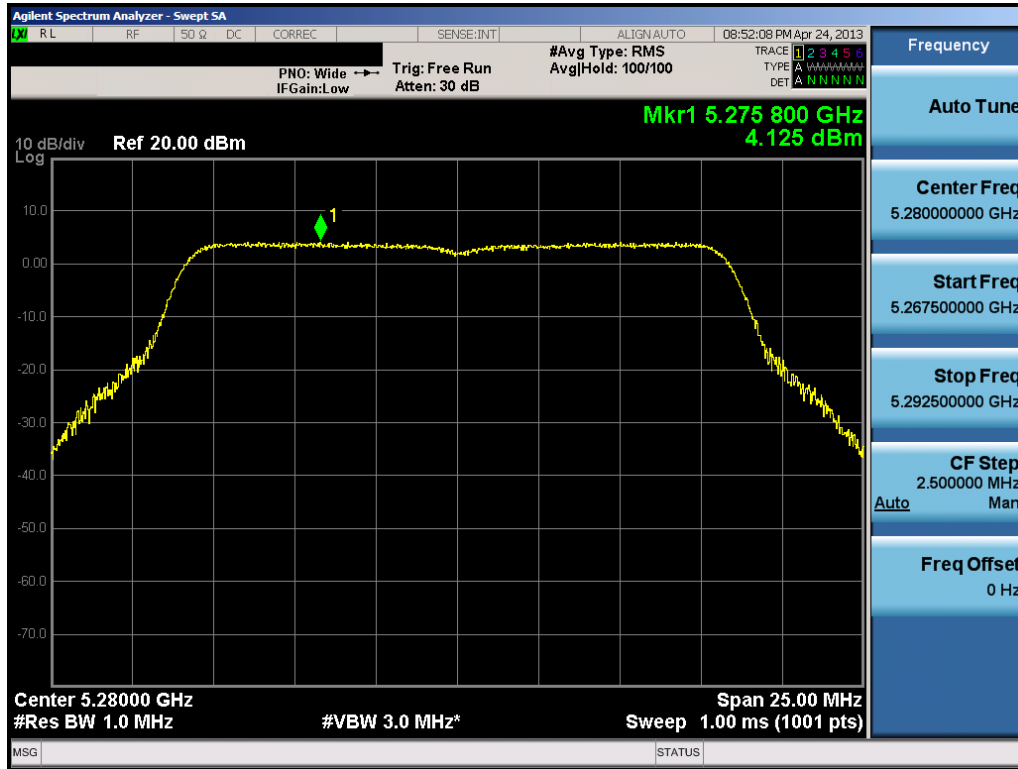 Agilent Spectrum Analyzer - Swept SA
LXI RL RF 50 Ω DC CORREC SENSE:INT ALIGN AUTO 08:52:08 PM Apr 24, 2013
PNO: Wide
IFGain:Low
Trig: Free Run
Atten: 30 dB
#Avg Type: RMS
Avg|Hold: 100/100
TRACE 1 2 3 4 5 6
TYPE A WWWWW
DET A N N N N N
Mkr1 5.275 800 GHz
4.125 dBm
10 dB/div Ref 20.00 dBm
Log
1
10.0
0.00
-10.0
-20.0
-30.0
-40.0
-50.0
-60.0
-70.0
Center 5.28000 GHz Span 25.00 MHz
#Res BW 1.0 MHz #VBW 3.0 MHz* Sweep 1.00 ms (1001 pts)
MSG STATUS
Frequency
Auto Tune
Center Freq
5.280000000 GHz
Start Freq
5.267500000 GHz
Stop Freq
5.292500000 GHz
CF Step
2.500000 MHz
Auto Man
Freq Offset
0 Hz